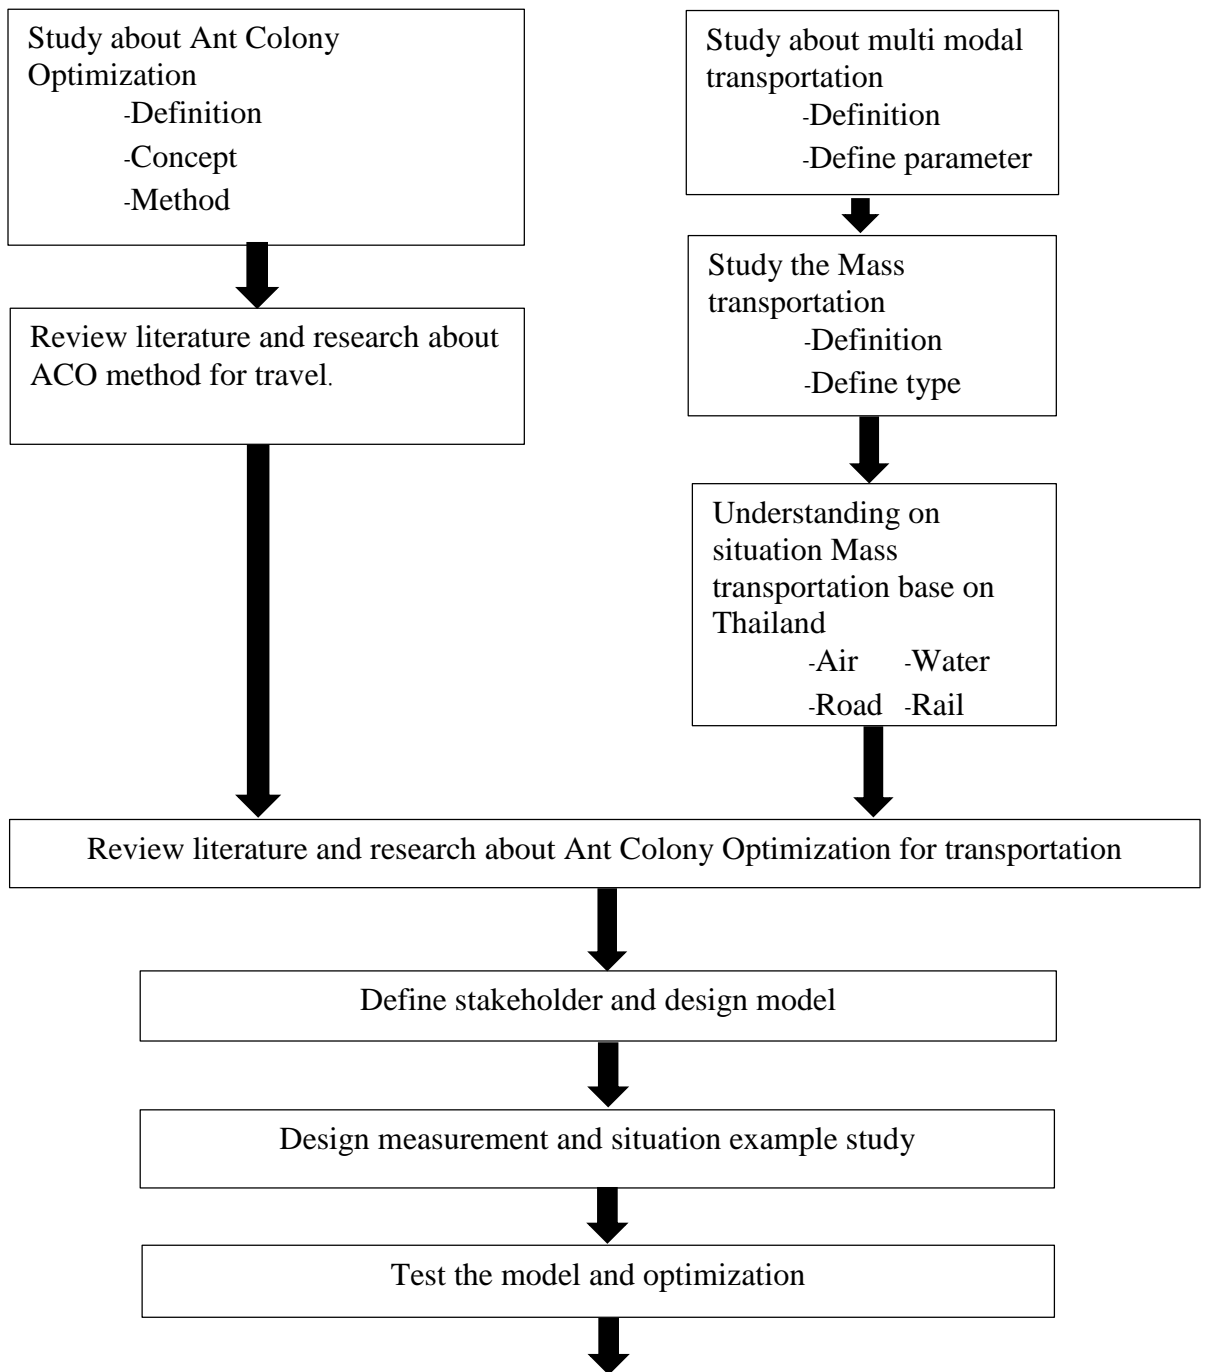 Study about Ant Colony
Optimization
-Definition
-Concept
-Method
Review literature and research about
ACO method for travel.
Study about multi modal
transportation
-Definition
-Define parameter
Study the Mass
transportation
-Definition
-Define type
Understanding on
situation Mass
transportation base on
Thailand
-Air -Water
-Road -Rail
Review literature and research about Ant Colony Optimization for transportation
Define stakeholder and design model
Design measurement and situation example study
Test the model and optimization